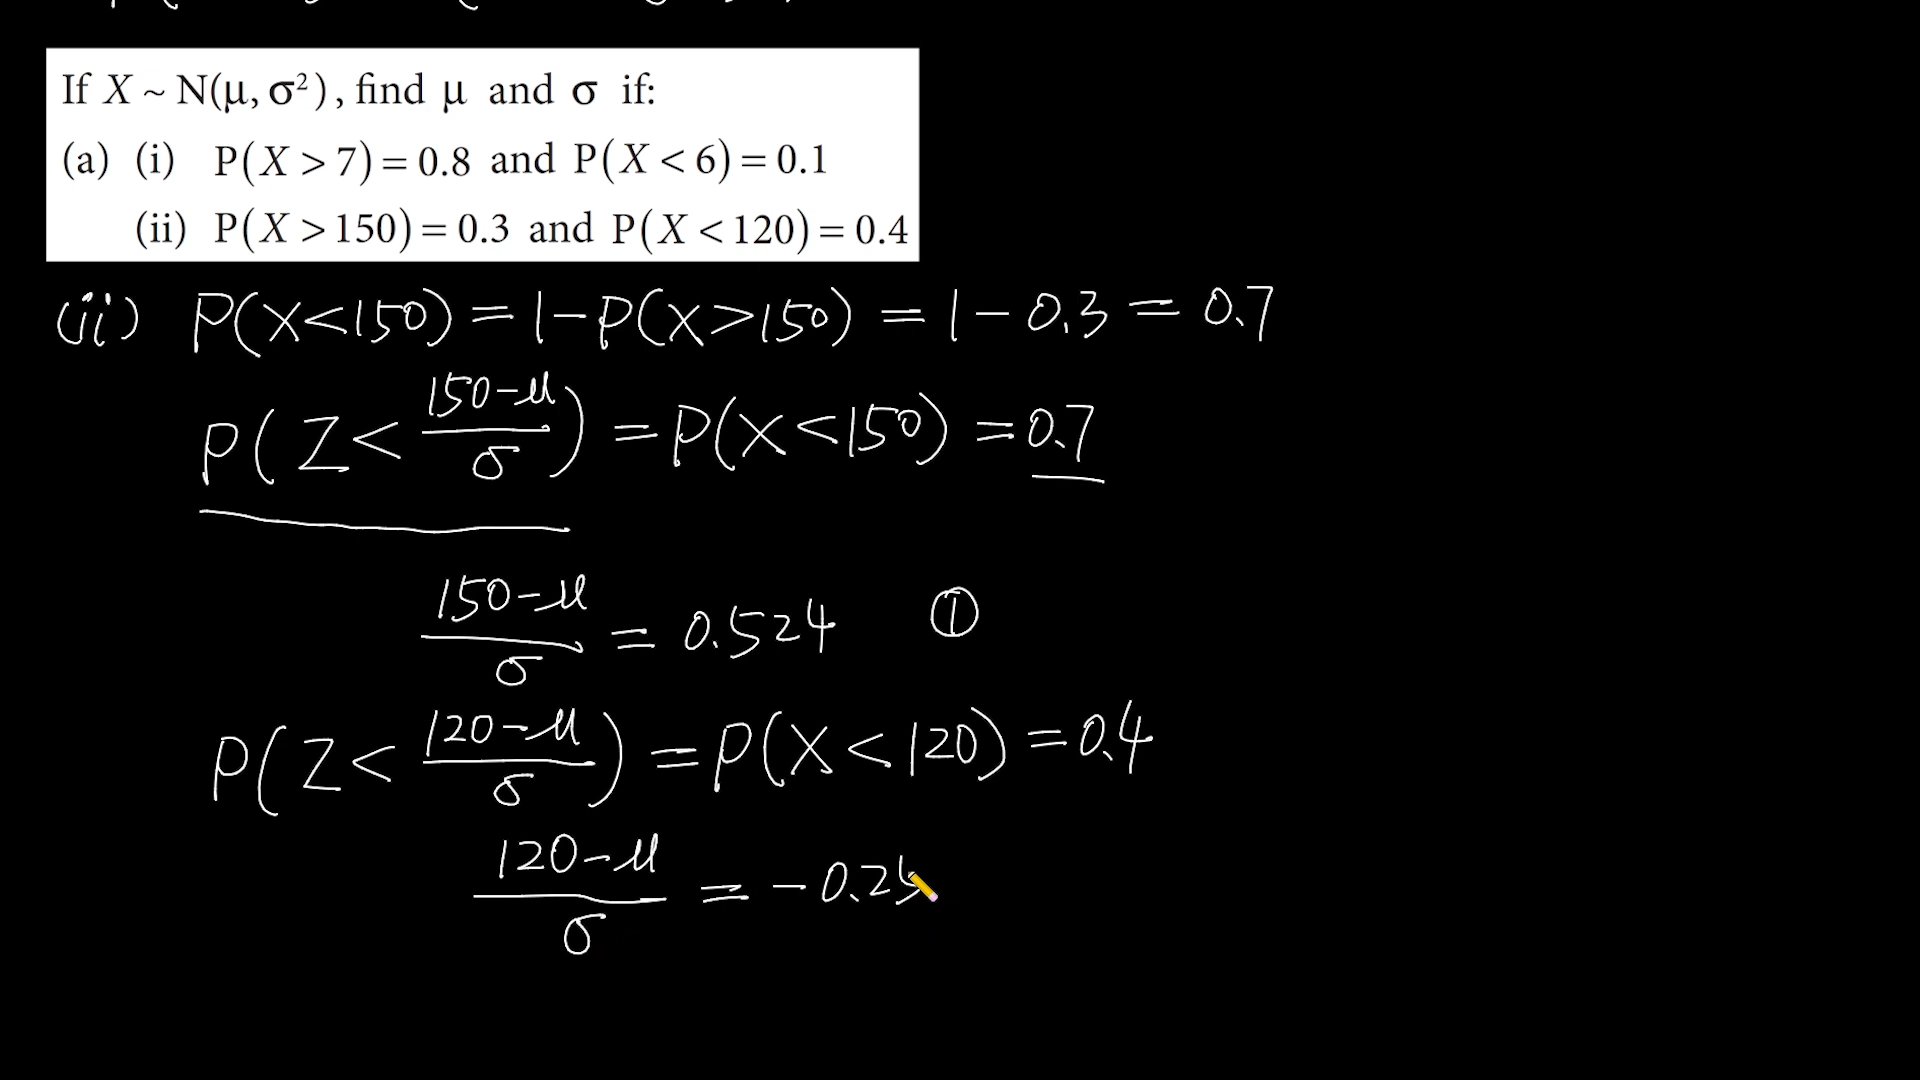 If X ~ N(μ, σ²), find μ and σ if:
(a) (i) P(X > 7) = 0.8 and P(X < 6) = 0.1
(ii) P(X > 150) = 0.3 and P(X < 120) = 0.4
(ii) P(X<150) = 1-P(X>150) = 1-0.3 = 0.7
P(Z< (150-μ)/σ) = P(X<150) = 0.7
(150-μ)/σ = 0.524 ①
P(Z< (120-μ)/σ) = P(X<120) = 0.4
(120-μ)/σ = -0.25